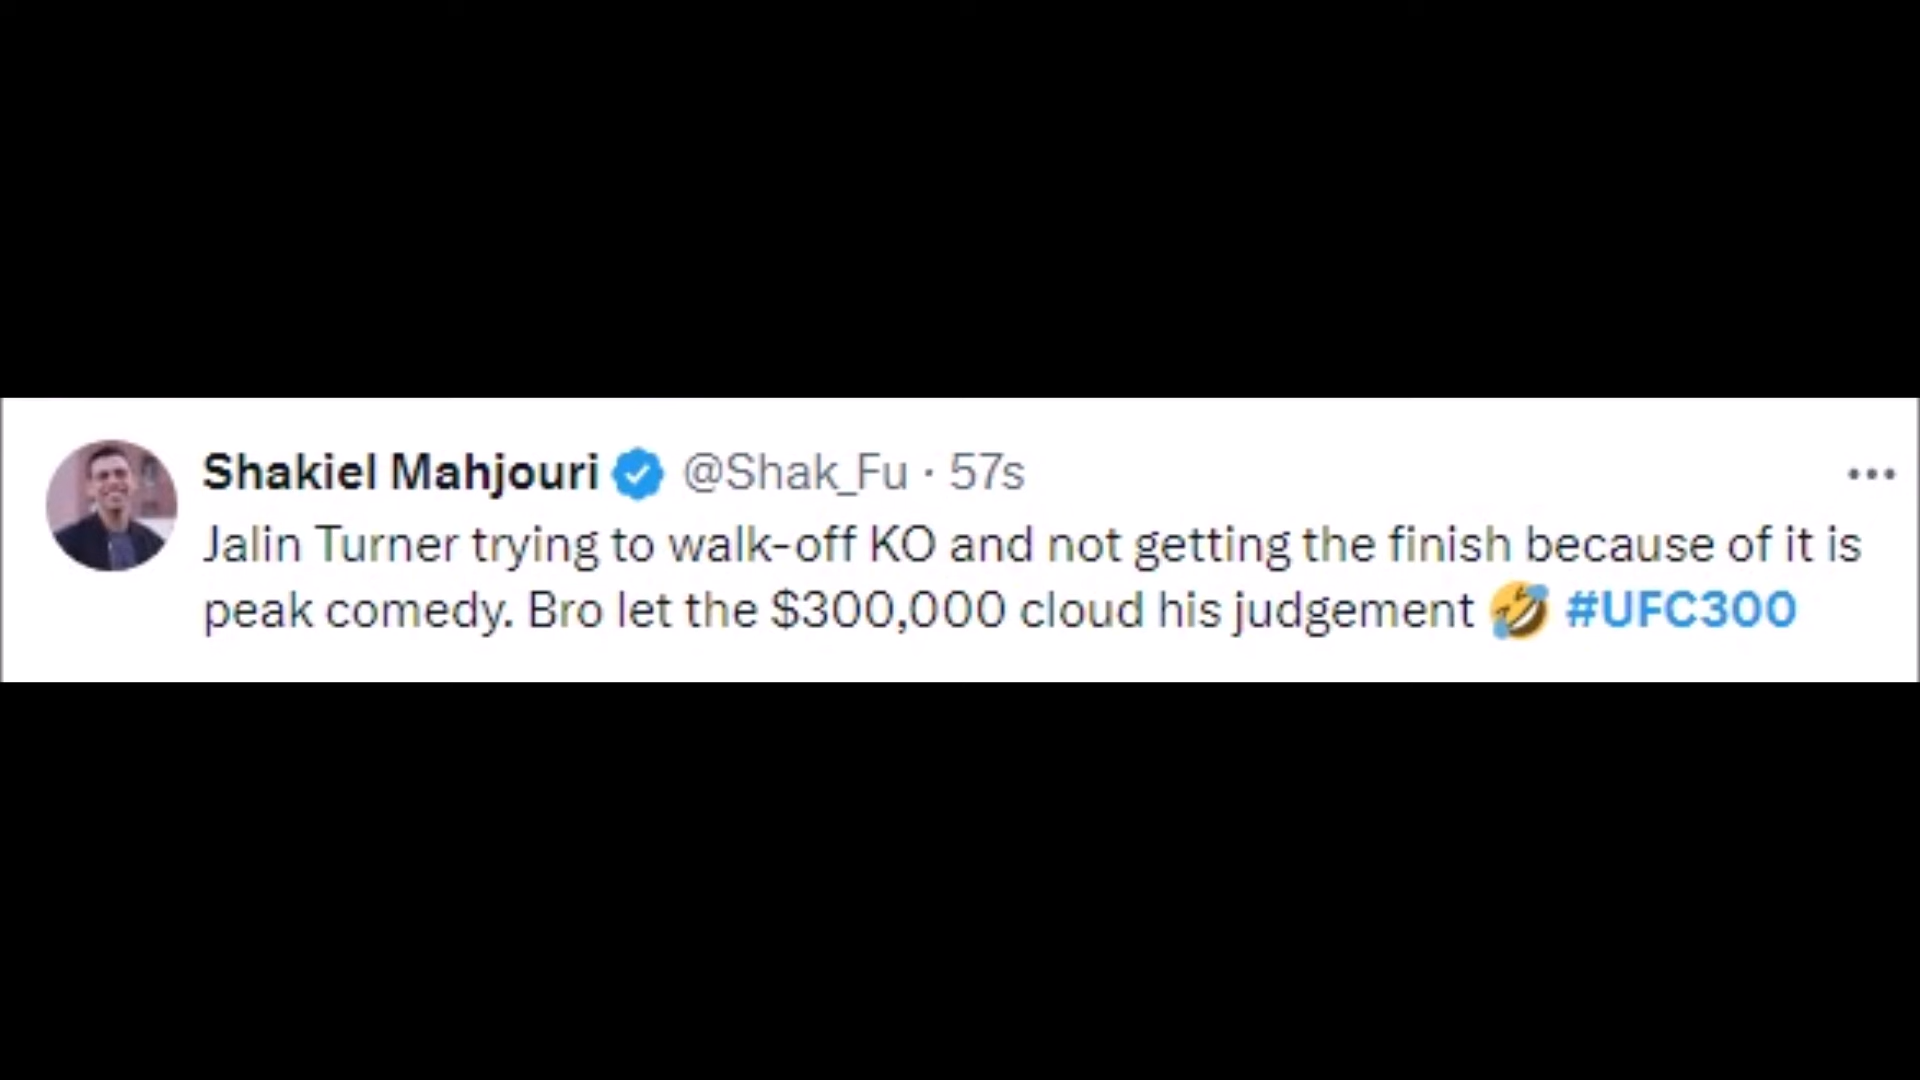 Shakiel Mahjouri @Shak_Fu · 57s
Jalin Turner trying to walk-off KO and not getting the finish because of it is
peak comedy. Bro let the $300,000 cloud his judgement 🤣 #UFC300